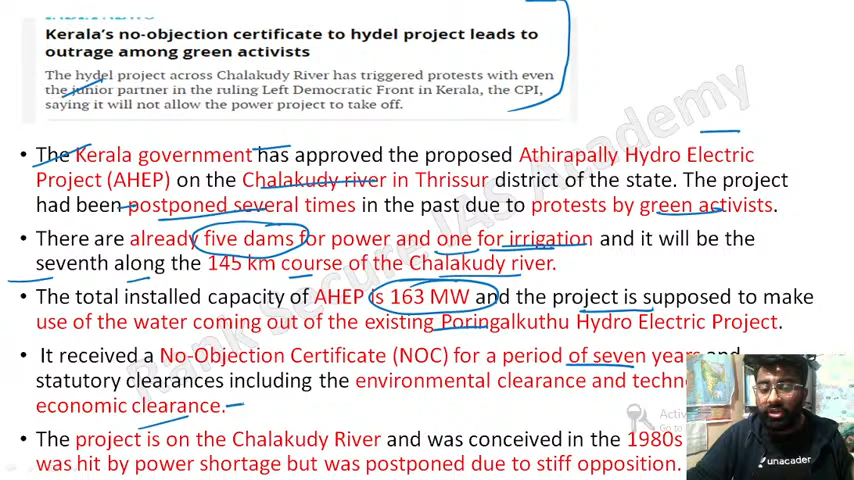 INDIA NEWS
Kerala's no-objection certificate to hydel project leads to
outrage among green activists
The hydel project across Chalakudy River has triggered protests with even
the junior partner in the ruling Left Democratic Front in Kerala, the CPI,
saying it will not allow the power project to take off.
• The Kerala government has approved the proposed Athirapally Hydro Electric
Project (AHEP) on the Chalakudy river in Thrissur district of the state. The project
had been postponed several times in the past due to protests by green activists.
• There are already five dams for power and one for irrigation and it will be the
seventh along the 145 km course of the Chalakudy river.
• The total installed capacity of AHEP is 163 MW and the project is supposed to make
use of the water coming out of the existing Poringalkuthu Hydro Electric Project.
• It received a No-Objection Certificate (NOC) for a period of seven years and
statutory clearances including the environmental clearance and techno
economic clearance.
• The project is on the Chalakudy River and was conceived in the 1980s
was hit by power shortage but was postponed due to stiff opposition.
Rank Secure IAS Academy
unacader